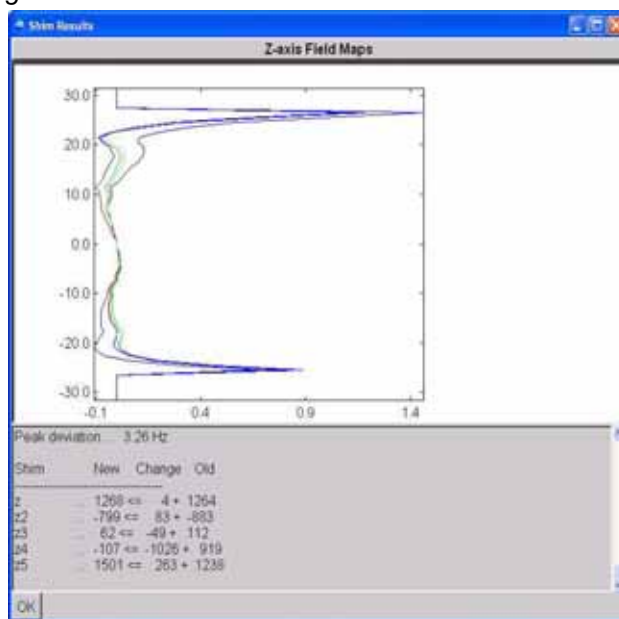 g
Shim Results
Z-axis Field Maps
30.0
20.0
10.0
0.0
-10.0
-20.0
-30.0
-0.1 0.4 0.9 1.4
Peak deviation ... 3.26 Hz
Shim New Change Old
z ... 1268 <= 4 + 1264
z2 ... -799 <= 83 + -883
z3 ... 62 <= -49 + 112
z4 ... -107 <= -1026 + 919
z5 ... 1501 <= 263 + 1238
OK